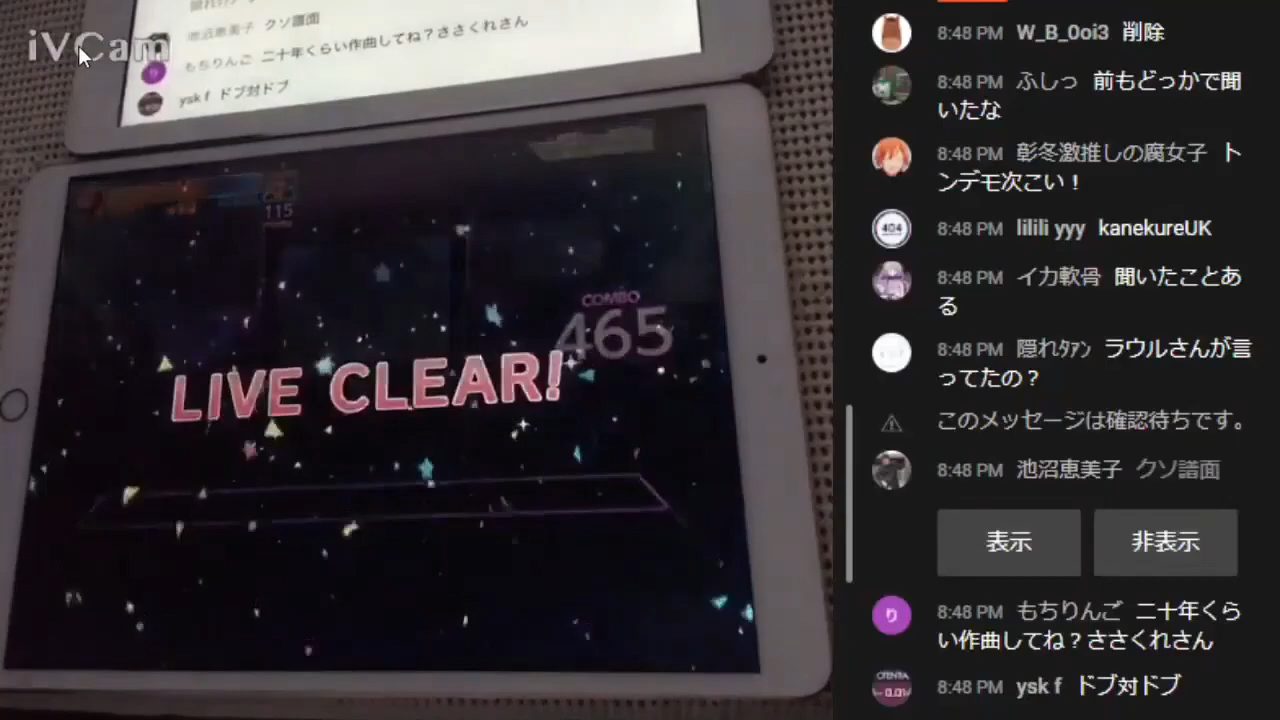 iVCam
池沼恵美子 クソ譜面
もちりんご 二十年くらい作曲してね？ささくれさん
ysk f ドブ対ドブ
115
COMBO
465
LIVE CLEAR!
8:48 PM W_B_0oi3 削除
8:48 PM ふしっ 前もどっかで聞
いたな
8:48 PM 彰冬激推しの腐女子 ト
ンデモ次こい！
404
8:48 PM lilili yyy kanekureUK
8:48 PM イカ軟骨 聞いたことあ
る
8:48 PM 隠れﾀｧﾝ ラウルさんが言
ってたの？
このメッセージは確認待ちです。
8:48 PM 池沼恵美子 クソ譜面
表示 非表示
り
8:48 PM もちりんご 二十年くら
い作曲してね？ささくれさん
8:48 PM ysk f ドブ対ドブ